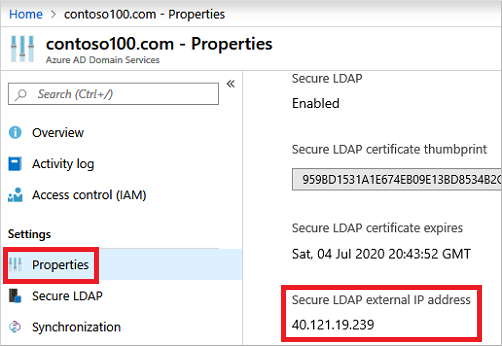 Home > contoso100.com - Properties
contoso100.com - Properties
Azure AD Domain Services
Search (Ctrl+/)
«
Overview
Activity log
Access control (IAM)
Settings
Properties
Secure LDAP
Synchronization
Secure LDAP
Enabled
Secure LDAP certificate thumbprint
959BD1531A1E674EB09E13BD8534B2
Secure LDAP certificate expires
Sat, 04 Jul 2020 20:43:52 GMT
Secure LDAP external IP address
40.121.19.239